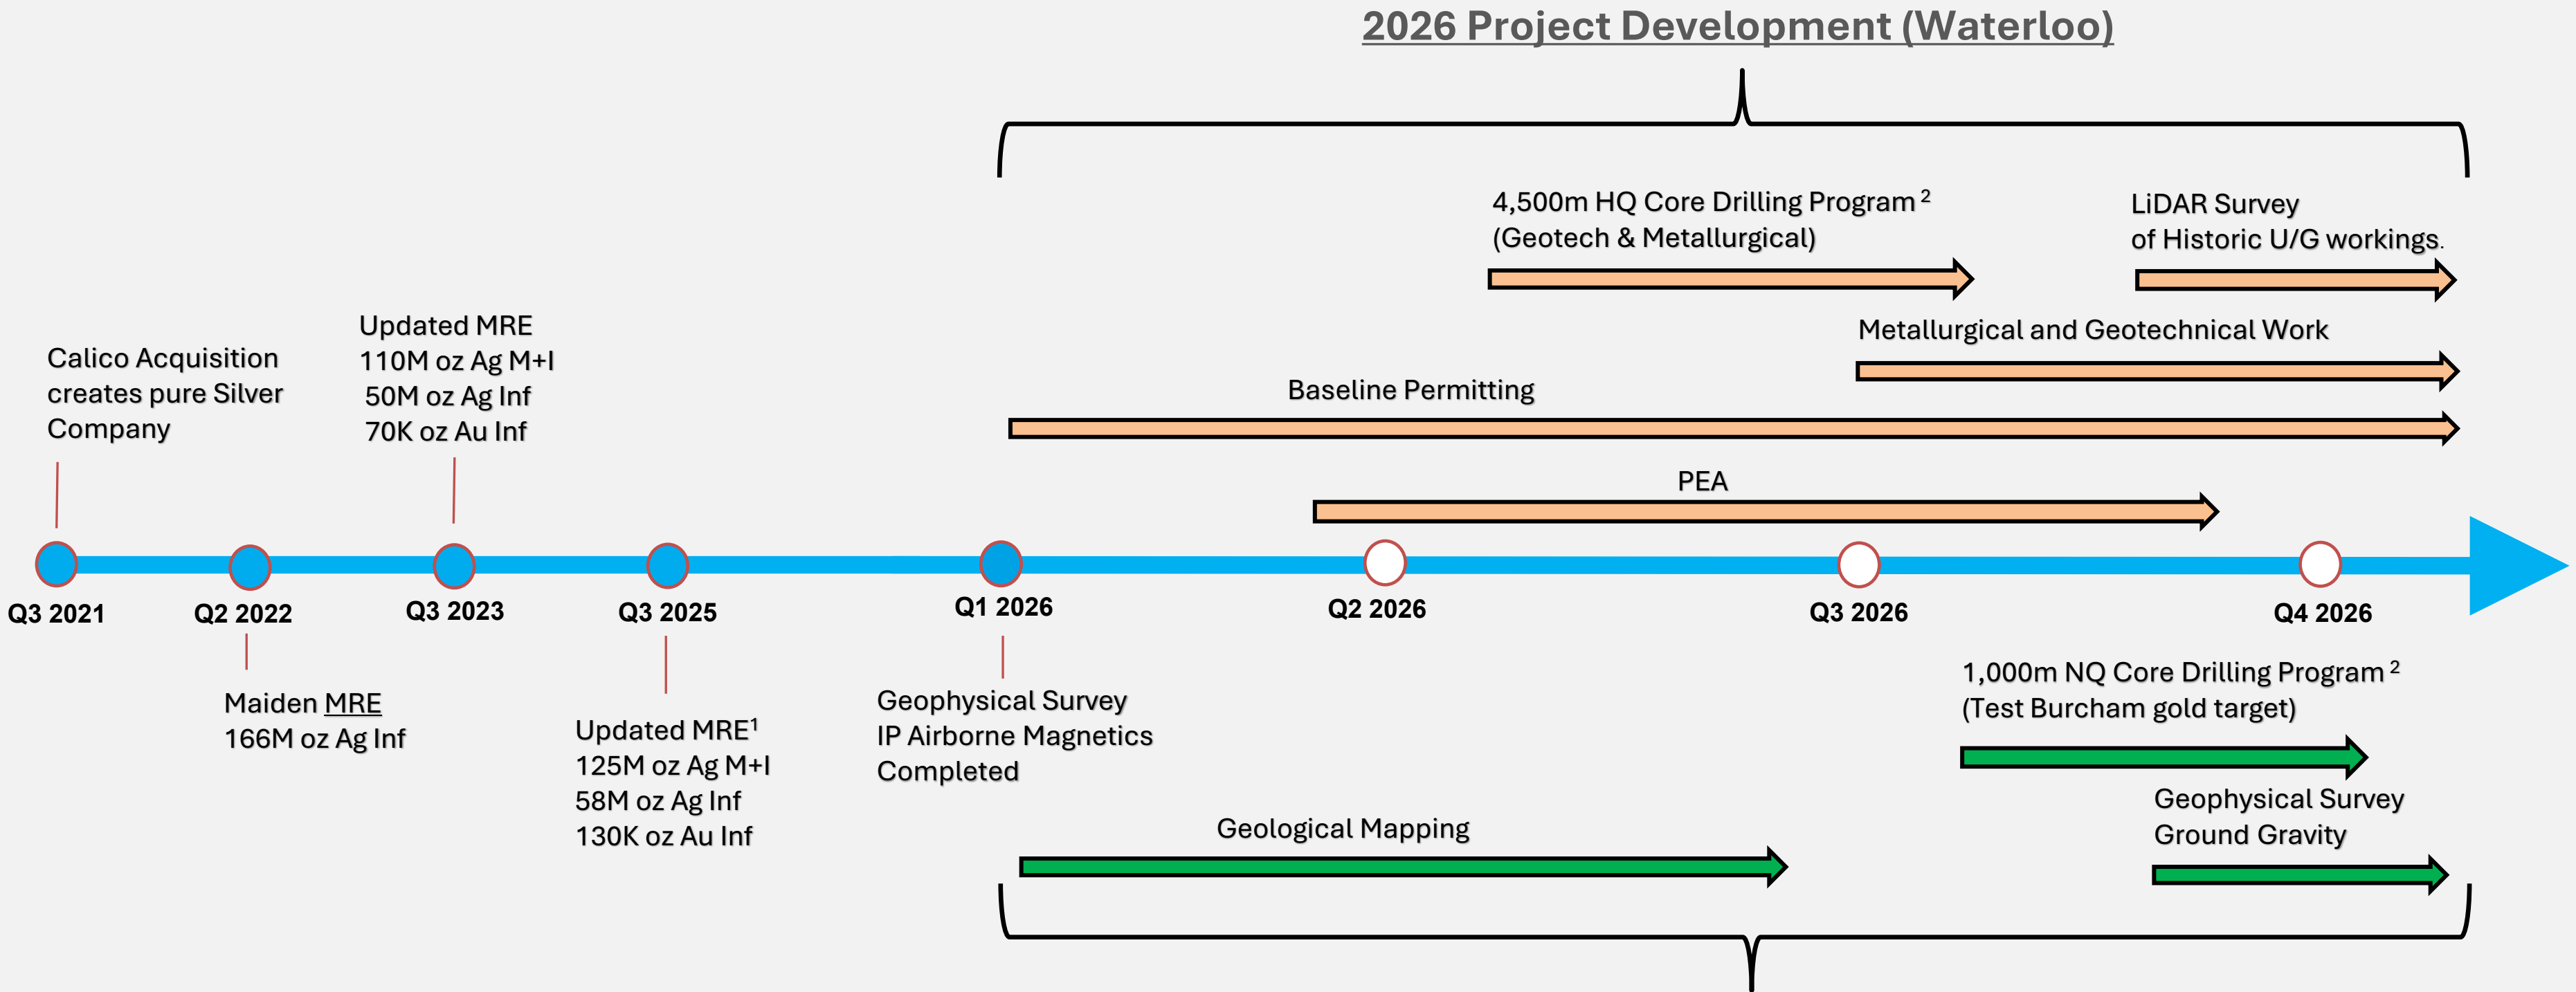 2026 Project Development (Waterloo)
4,500m HQ Core Drilling Program ²
(Geotech & Metallurgical)
LiDAR Survey
of Historic U/G workings.
Metallurgical and Geotechnical Work
Baseline Permitting
PEA
Calico Acquisition
creates pure Silver
Company
Updated MRE
110M oz Ag M+I
50M oz Ag Inf
70K oz Au Inf
Q3 2021
Q2 2022
Q3 2023
Q3 2025
Q1 2026
Q2 2026
Q3 2026
Q4 2026
Maiden MRE
166M oz Ag Inf
Updated MRE¹
125M oz Ag M+I
58M oz Ag Inf
130K oz Au Inf
Geophysical Survey
IP Airborne Magnetics
Completed
Geological Mapping
1,000m NQ Core Drilling Program ²
(Test Burcham gold target)
Geophysical Survey
Ground Gravity